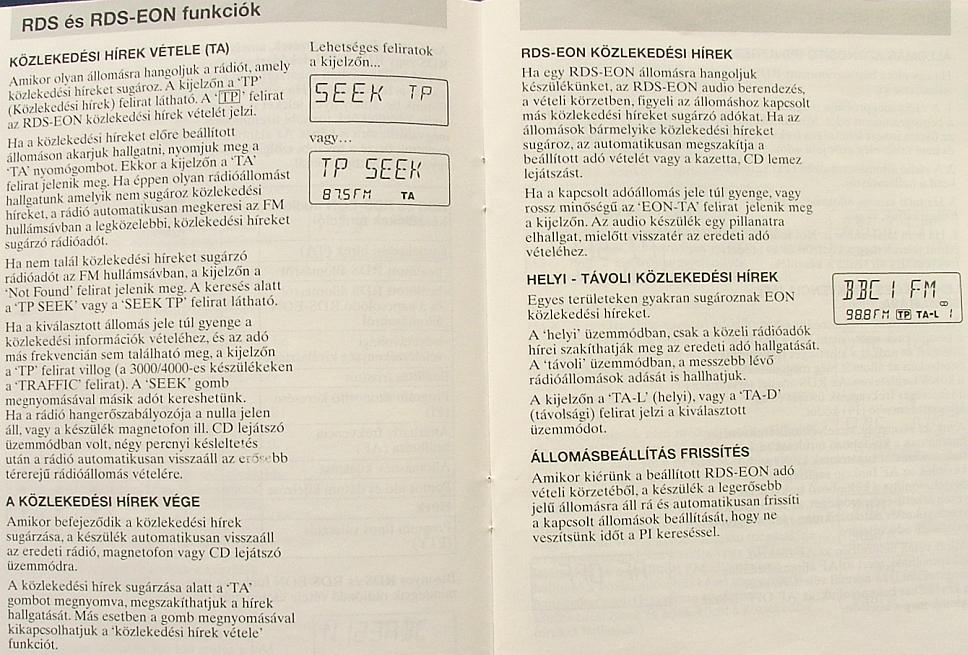 RDS és RDS-EON funkciók
KÖZLEKEDÉSI HÍREK VÉTELE (TA)
Amikor olyan állomásra hangoljuk a rádiót, amely
közlekedési híreket sugároz. A kijelzőn a 'TP'
(Közlekedési hírek) felirat látható. A 'TP' felirat
az RDS-EON közlekedési hírek vételét jelzi.
Ha a közlekedési híreket előre beállított
állomáson akarjuk hallgatni, nyomjuk meg a
'TA' nyomógombot. Ekkor a kijelzőn a 'TA'
felirat jelenik meg. Ha éppen olyan rádióállomást
hallgatunk amelyik nem sugároz közlekedési
híreket, a rádió automatikusan megkeresi az FM
hullámsávban a legközelebbi, közlekedési híreket
sugárzó rádióadót.
Ha nem talál közlekedési híreket sugárzó
rádióadót az FM hullámsávban, a kijelzőn a
'Not Found' felirat jelenik meg. A keresés alatt
a 'TP SEEK' vagy a 'SEEK TP' felirat látható.
Ha a kiválasztott állomás jele túl gyenge a
közlekedési információk vételéhez, és az adó
más frekvencián sem található meg, a kijelzőn
a 'TP' felirat villog (a 3000/4000-es készülékeken
a 'TRAFFIC' felirat). A 'SEEK' gomb
megnyomásával másik adót kereshetünk.
Ha a rádió hangerőszabályozója a nulla jelen
áll, vagy a készülék magnetofon ill. CD lejátszó
üzemmódban volt, négy percnyi késleltetés
után a rádió automatikusan visszaáll az erősebb
térerejű rádióállomás vételére.
A KÖZLEKEDÉSI HÍREK VÉGE
Amikor befejeződik a közlekedési hírek
sugárzása, a készülék automatikusan visszaáll
az eredeti rádió, magnetofon vagy CD lejátszó
üzemmódra.
A közlekedési hírek sugárzása alatt a 'TA'
gombot megnyomva, megszakíthatjuk a hírek
hallgatását. Más esetben a gomb megnyomásával
kikapcsolhatjuk a 'közlekedési hírek vétele'
funkciót.
Lehetséges feliratok
a kijelzőn...
SEEK TP
vagy...
TP SEEK
87.5FM TA
RDS-EON KÖZLEKEDÉSI HÍREK
Ha egy RDS-EON állomásra hangoljuk
készülékünket, az RDS-EON audio berendezés,
a vételi körzetben, figyeli az állomáshoz kapcsolt
más közlekedési híreket sugárzó adókat. Ha az
állomások bármelyike közlekedési híreket
sugároz, az automatikusan megszakítja a
beállított adó vételét vagy a kazetta, CD lemez
lejátszást.
Ha a kapcsolt adóállomás jele túl gyenge, vagy
rossz minőségű az 'EON-TA' felirat jelenik meg
a kijelzőn. Az audio készülék egy pillanatra
elhallgat, mielőtt visszatér az eredeti adó
vételéhez.
HELYI - TÁVOLI KÖZLEKEDÉSI HÍREK
Egyes területeken gyakran sugároznak EON
közlekedési híreket.
A 'helyi' üzemmódban, csak a közeli rádióadók
hírei szakíthatják meg az eredeti adó hallgatását.
A 'távoli' üzemmódban, a messzebb lévő
rádióállomások adását is hallhatjuk.
A kijelzőn a 'TA-L' (helyi), vagy a 'TA-D'
(távolsági) felirat jelzi a kiválasztott
üzemmódot.
BBC 1 FM
98.8FM TP TA-L 1
ÁLLOMÁSBEÁLLÍTÁS FRISSÍTÉS
Amikor kiérünk a beállított RDS-EON adó
vételi körzetéből, a készülék a legerősebb
jelű állomásra áll rá és automatikusan frissíti
a kapcsolt állomások beállítását, hogy ne
veszítsünk időt a PI kereséssel.